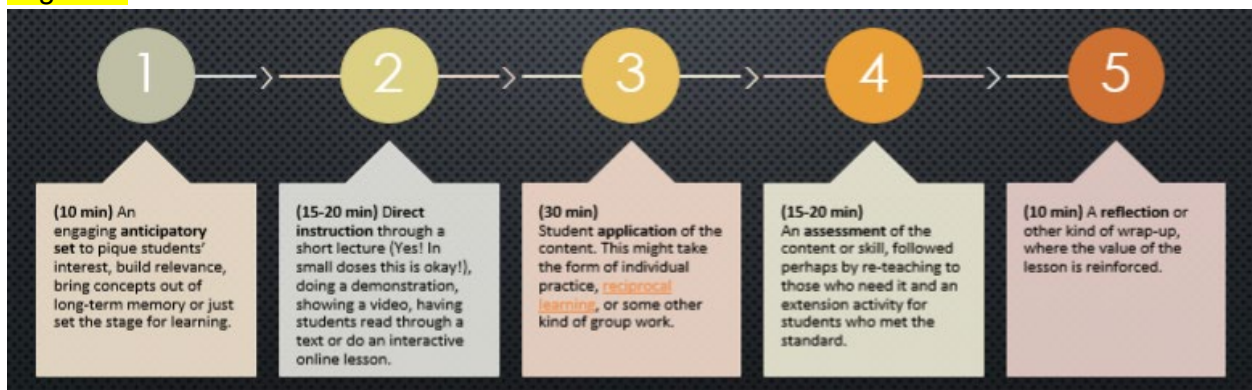 1
2
3
4
5
(10 min) An
engaging anticipatory
set to pique students'
interest, build relevance,
bring concepts out of
long-term memory or just
set the stage for learning.
(15-20 min) Direct
instruction through a
short lecture (Yes! In
small doses this is okay!),
doing a demonstration,
showing a video, having
students read through a
text or do an interactive
online lesson.
(30 min)
Student application of the
content. This might take
the form of individual
practice, reciprocal
learning, or some other
kind of group work.
(15-20 min)
An assessment of the
content or skill, followed
perhaps by re-teaching to
those who need it and an
extension activity for
students who met the
standard.
(10 min) A reflection or
other kind of wrap-up,
where the value of the
lesson is reinforced.